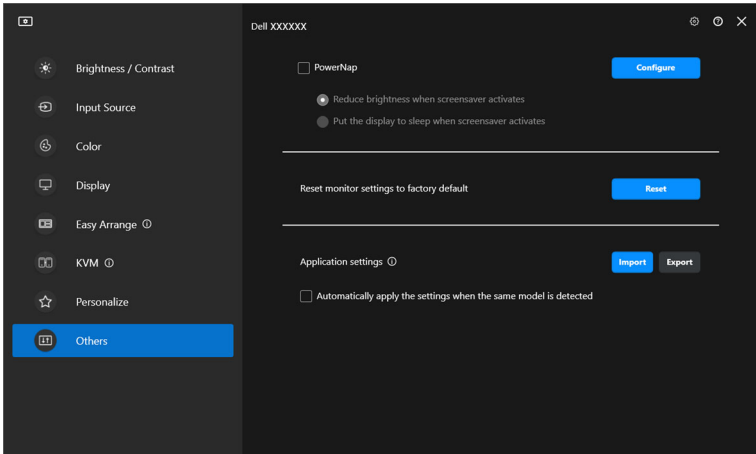 Dell XXXXXX
Brightness / Contrast
Input Source
Color
Display
Easy Arrange
KVM
Personalize
Others
PowerNap
Configure
Reduce brightness when screensaver activates
Put the display to sleep when screensaver activates
Reset monitor settings to factory default
Reset
Application settings
Import
Export
Automatically apply the settings when the same model is detected